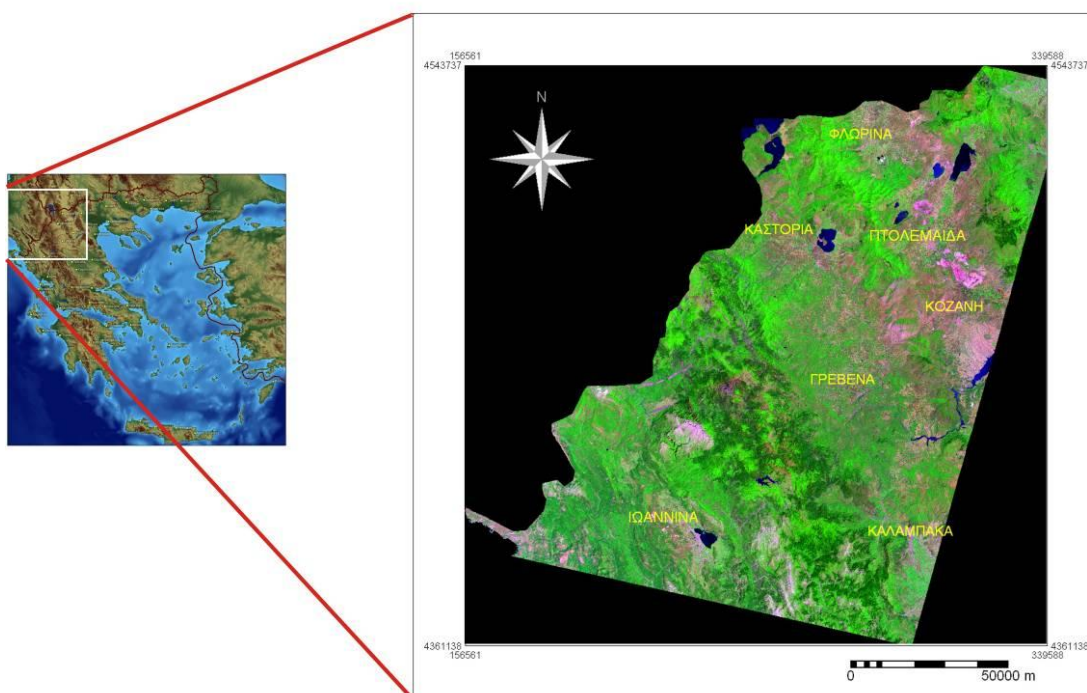 156561 339588
4543737 4543737
N
ΦΛΩΡΙΝΑ
ΚΑΣΤΟΡΙΑ
ΠΤΟΛΕΜΑΙΔΑ
ΚΟΖΑΝΗ
ΓΡΕΒΕΝΑ
ΙΩΑΝΝΙΝΑ
ΚΑΛΑΜΠΑΚΑ
4361138 4361138
156561 339588
0 50000 m